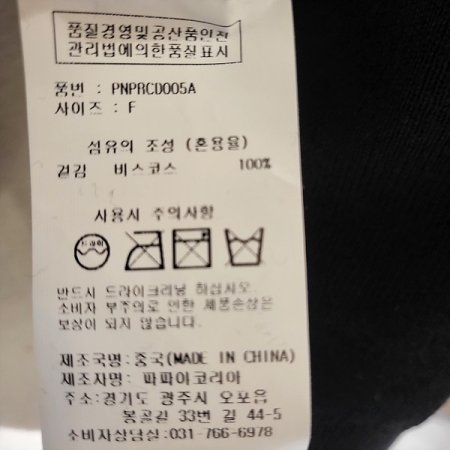 품질경영및공산품안전
관리법에의한품질표시
품번 : PNPRCD005A
사이즈 : F
섬유의 조성 (혼용율)
겉감 비스코스 100%
사용시 주의사항
드라이
반드시 드라이크리닝 하십시오.
소비자 부주의로 인한 제품손상은
보상이 되지 않습니다.
제조국명 : 중국(MADE IN CHINA)
제조자명 : 파파야코리아
주소 : 경기도 광주시 오포읍
봉골길 33번 길 44-5
소비자상담실 : 031-766-6978